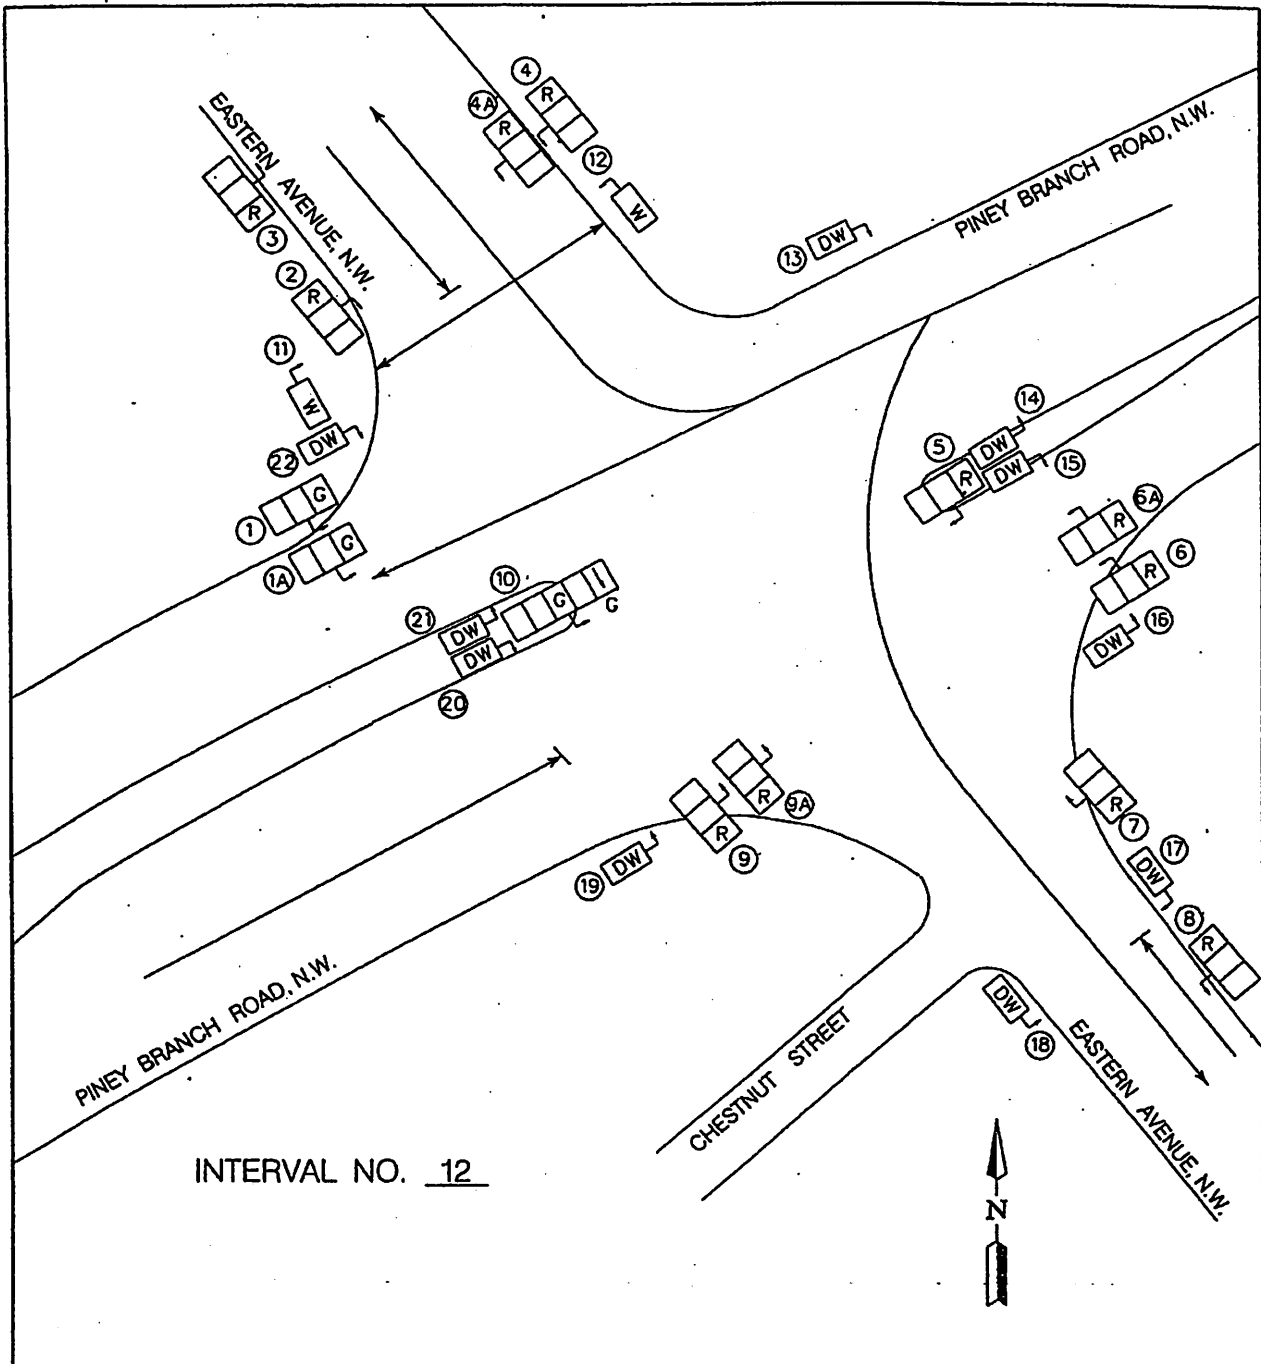 4
4A
R
R
12
W
EASTERN AVENUE, N.W.
R
3
2
R
PINEY BRANCH ROAD, N.W.
13
DW
11
W
22
DW
1
G
1A
G
14
DW
5
R
DW
15
6A
R
R
6
DW
16
10
G
G
21
DW
DW
20
R
9A
R
9
DW
19
R
7
17
DW
8
R
PINEY BRANCH ROAD, N.W.
CHESTNUT STREET
DW
18
EASTERN AVENUE, N.W.
INTERVAL NO. 12
N